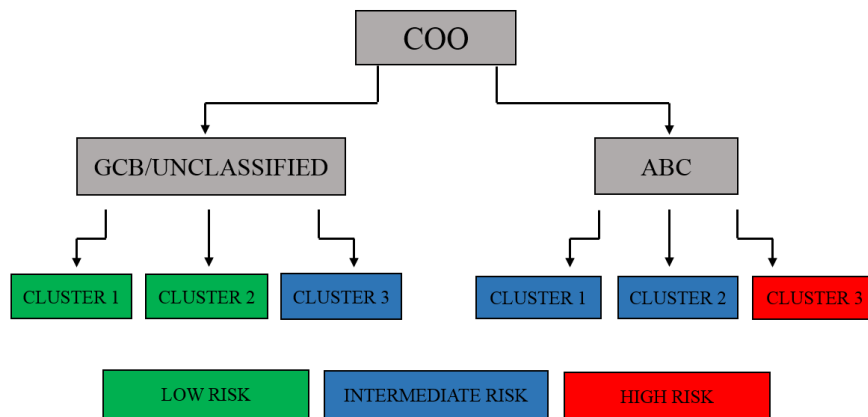 COO
GCB/UNCLASSIFIED
ABC
CLUSTER 1
CLUSTER 2
CLUSTER 3
CLUSTER 1
CLUSTER 2
CLUSTER 3
LOW RISK
INTERMEDIATE RISK
HIGH RISK